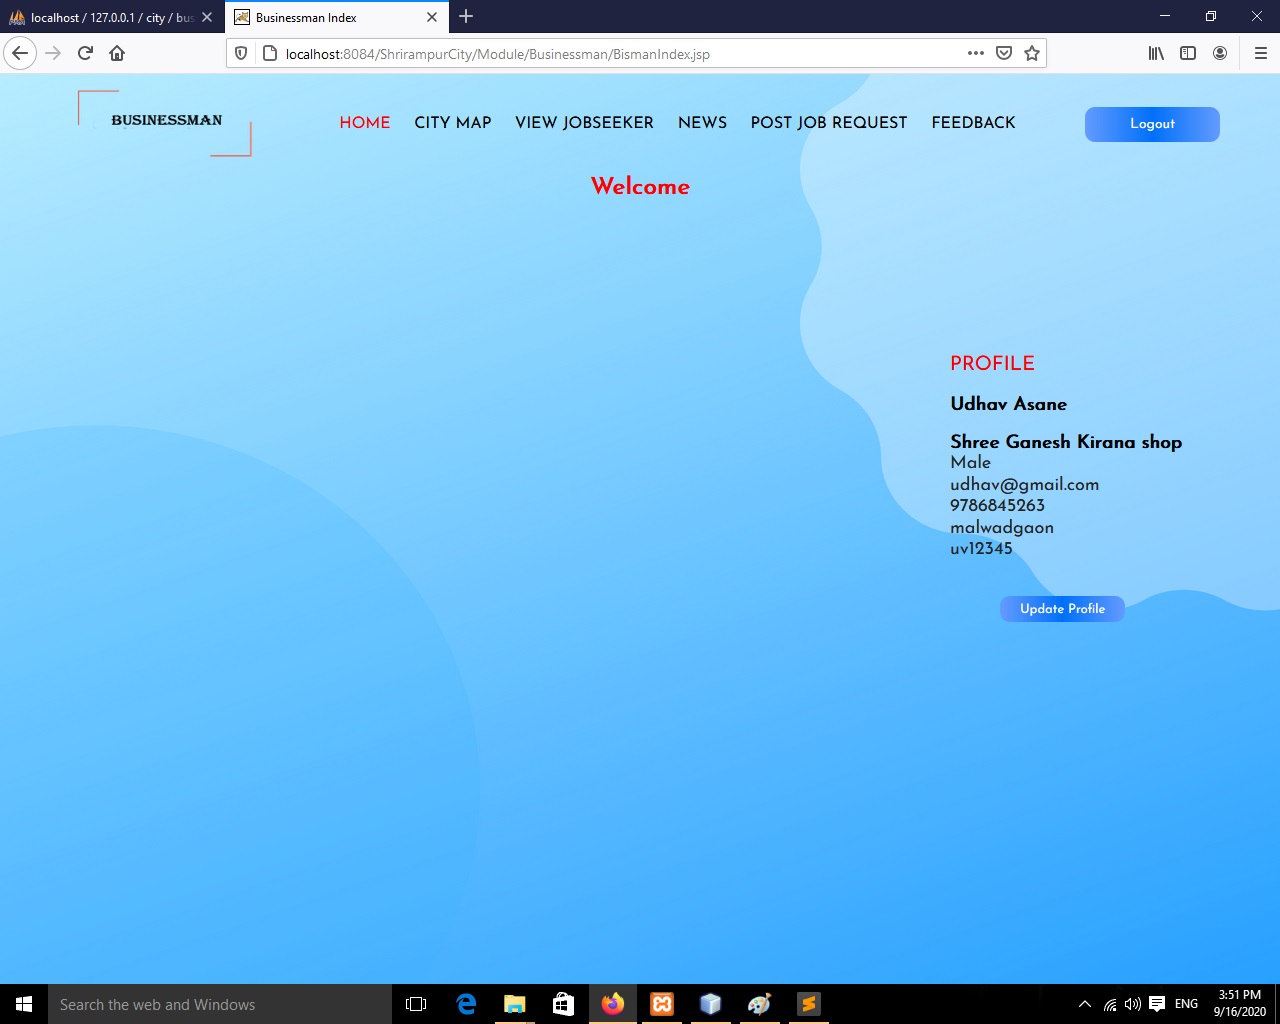 localhost / 127.0.0.1 / city / bus
Businessman Index
localhost:8084/ShrirampurCity/Module/Businessman/BismanIndex.jsp
BUSINESSMAN
HOME CITY MAP VIEW JOBSEEKER NEWS POST JOB REQUEST FEEDBACK
Logout
Welcome
PROFILE
Udhav Asane
Shree Ganesh Kirana shop
Male
udhav@gmail.com
9786845263
malwadgaon
uv12345
Update Profile
Search the web and Windows
ENG
3:51 PM
9/16/2020